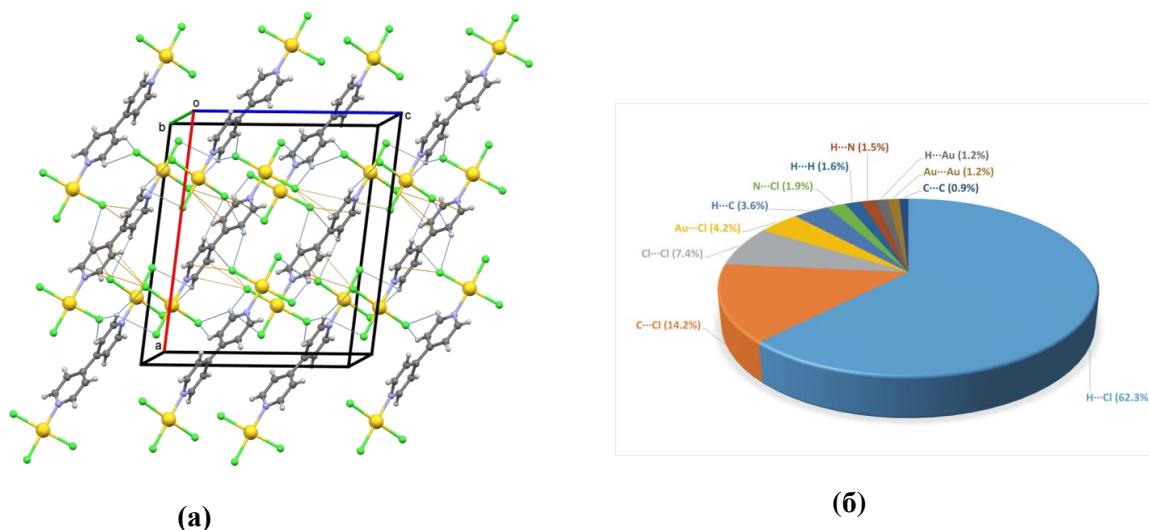 o
b
c
a
(а)
H···N (1.5%)
H···H (1.6%)
N···Cl (1.9%)
H···C (3.6%)
Au···Cl (4.2%)
Cl···Cl (7.4%)
C···Cl (14.2%)
H···Au (1.2%)
Au···Au (1.2%)
C···C (0.9%)
H···Cl (62.3%
(б)